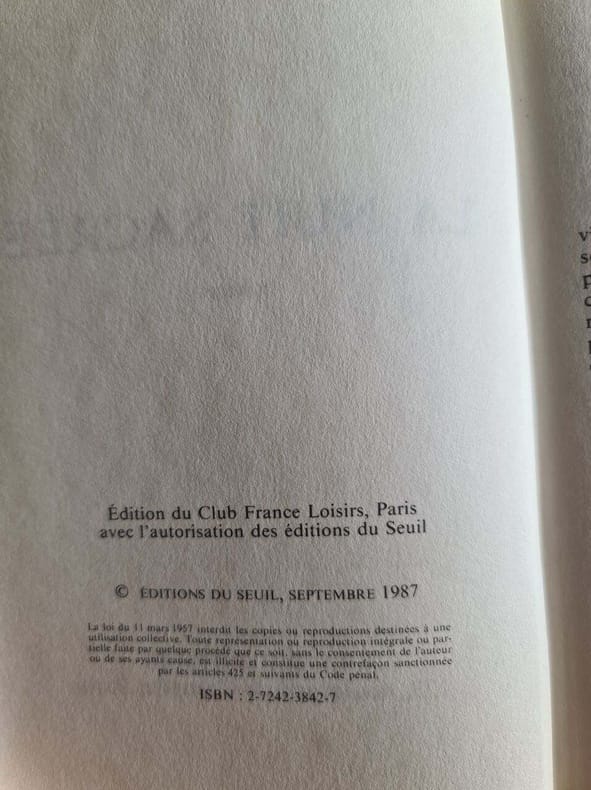 Édition du Club France Loisirs, Paris
avec l'autorisation des éditions du Seuil
© ÉDITIONS DU SEUIL, SEPTEMBRE 1987
La loi du 11 mars 1957 interdit les copies ou reproductions destinées à une
utilisation collective. Toute représentation ou reproduction intégrale ou par-
tielle faite par quelque procédé que ce soit, sans le consentement de l'auteur
ou de ses ayants cause, est illicite et constitue une contrefaçon sanctionnée
par les articles 425 et suivants du Code pénal.
ISBN : 2-7242-3842-7